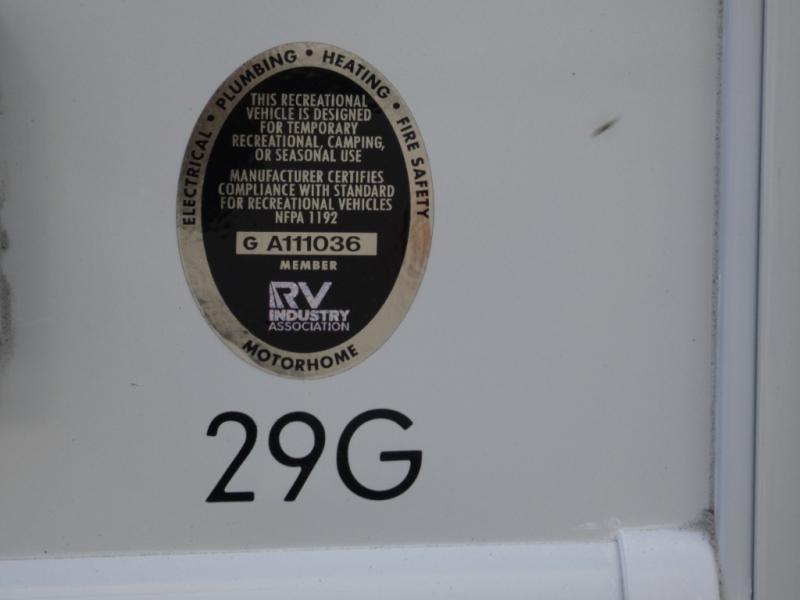 ELECTRICAL • PLUMBING • HEATING • FIRE SAFETY
THIS RECREATIONAL
VEHICLE IS DESIGNED
FOR TEMPORARY
RECREATIONAL, CAMPING,
OR SEASONAL USE
MANUFACTURER CERTIFIES
COMPLIANCE WITH STANDARD
FOR RECREATIONAL VEHICLES
NFPA 1192
G A111036
MEMBER
RV
INDUSTRY
ASSOCIATION
MOTORHOME
29G